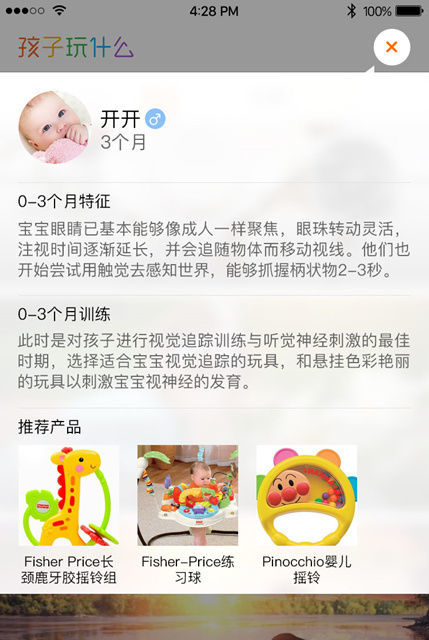 4:28 PM
100%
孩子玩什么
开开
3个月
0-3个月特征
宝宝眼睛已基本能够像成人一样聚焦，眼珠转动灵活，
注视时间逐渐延长，并会追随物体而移动视线。他们也
开始尝试用触觉去感知世界，能够抓握柄状物2-3秒。
0-3个月训练
此时是对孩子进行视觉追踪训练与听觉神经刺激的最佳
时期，选择适合宝宝视觉追踪的玩具，和悬挂色彩艳丽
的玩具以刺激宝宝视神经的发育。
推荐产品
Fisher Price长
颈鹿牙胶摇铃组
Fisher-Price练
习球
Pinocchio婴儿
摇铃